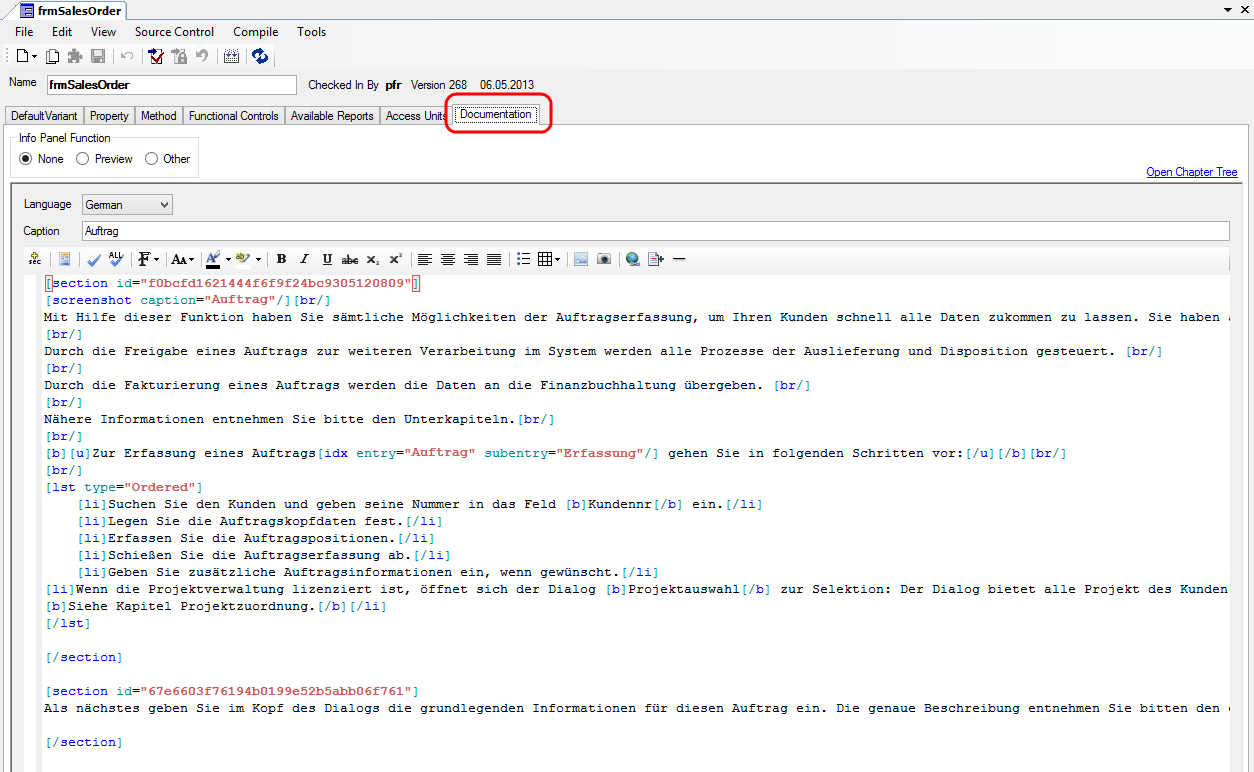 frmSalesOrder
File Edit View Source Control Compile Tools
Name frmSalesOrder Checked In By pfr Version 268 06.05.2013
DefaultVariant Property Method Functional Controls Available Reports Access Units Documentation
Info Panel Function
None Preview Other
Open Chapter Tree
Language German
Caption Auftrag
sec ALL F AA A ab B I U abc x₂ x²
[section id="f0bcfd1621444f6f9f24bc9305120809"]
[screenshot caption="Auftrag"/][br/]
Mit Hilfe dieser Funktion haben Sie sämtliche Möglichkeiten der Auftragserfassung, um Ihren Kunden schnell alle Daten zukommen zu lassen. Sie haben
[br/]
Durch die Freigabe eines Auftrags zur weiteren Verarbeitung im System werden alle Prozesse der Auslieferung und Disposition gesteuert. [br/]
[br/]
Durch die Fakturierung eines Auftrags werden die Daten an die Finanzbuchhaltung übergeben. [br/]
[br/]
Nähere Informationen entnehmen Sie bitte den Unterkapiteln.[br/]
[br/]
[b][u]Zur Erfassung eines Auftrags[idx entry="Auftrag" subentry="Erfassung"/] gehen Sie in folgenden Schritten vor:[/u][/b][br/]
[br/]
[lst type="Ordered"]
[li]Suchen Sie den Kunden und geben seine Nummer in das Feld [b]Kundennr[/b] ein.[/li]
[li]Legen Sie die Auftragskopfdaten fest.[/li]
[li]Erfassen Sie die Auftragspositionen.[/li]
[li]Schießen Sie die Auftragserfassung ab.[/li]
[li]Geben Sie zusätzliche Auftragsinformationen ein, wenn gewünscht.[/li]
[li]Wenn die Projektverwaltung lizenziert ist, öffnet sich der Dialog [b]Projektauswahl[/b] zur Selektion: Der Dialog bietet alle Projekt des Kunden
[b]Siehe Kapitel Projektzuordnung.[/b][/li]
[/lst]
[/section]
[section id="67e6603f76194b0199e52b5abb06f761"]
Als nächstes geben Sie im Kopf des Dialogs die grundlegenden Informationen für diesen Auftrag ein. Die genaue Beschreibung entnehmen Sie bitten den
[/section]